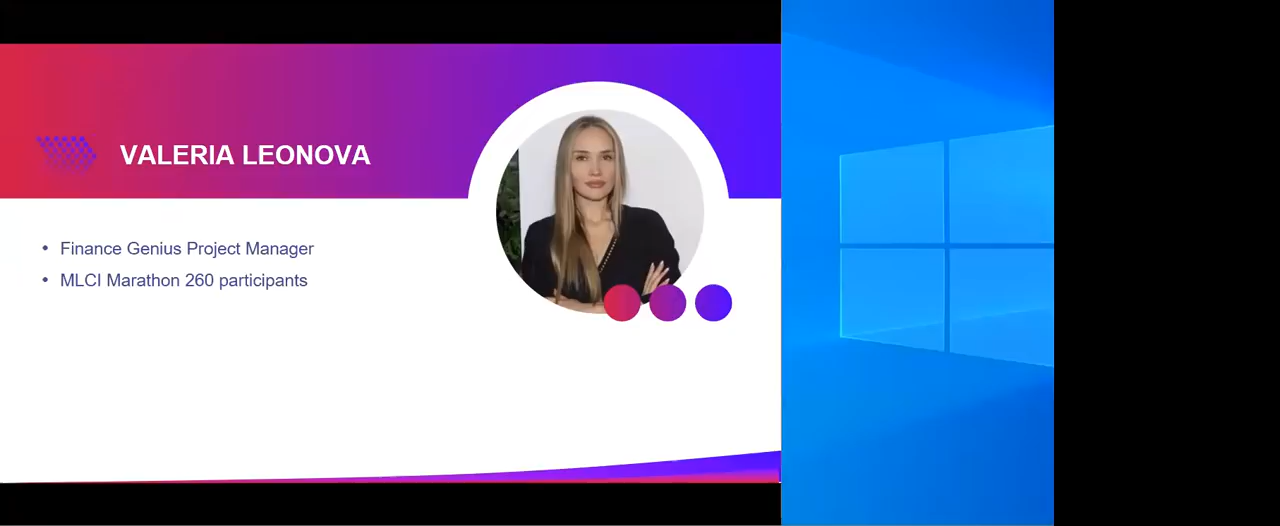 VALERIA LEONOVA
• Finance Genius Project Manager
• MLCI Marathon 260 participants